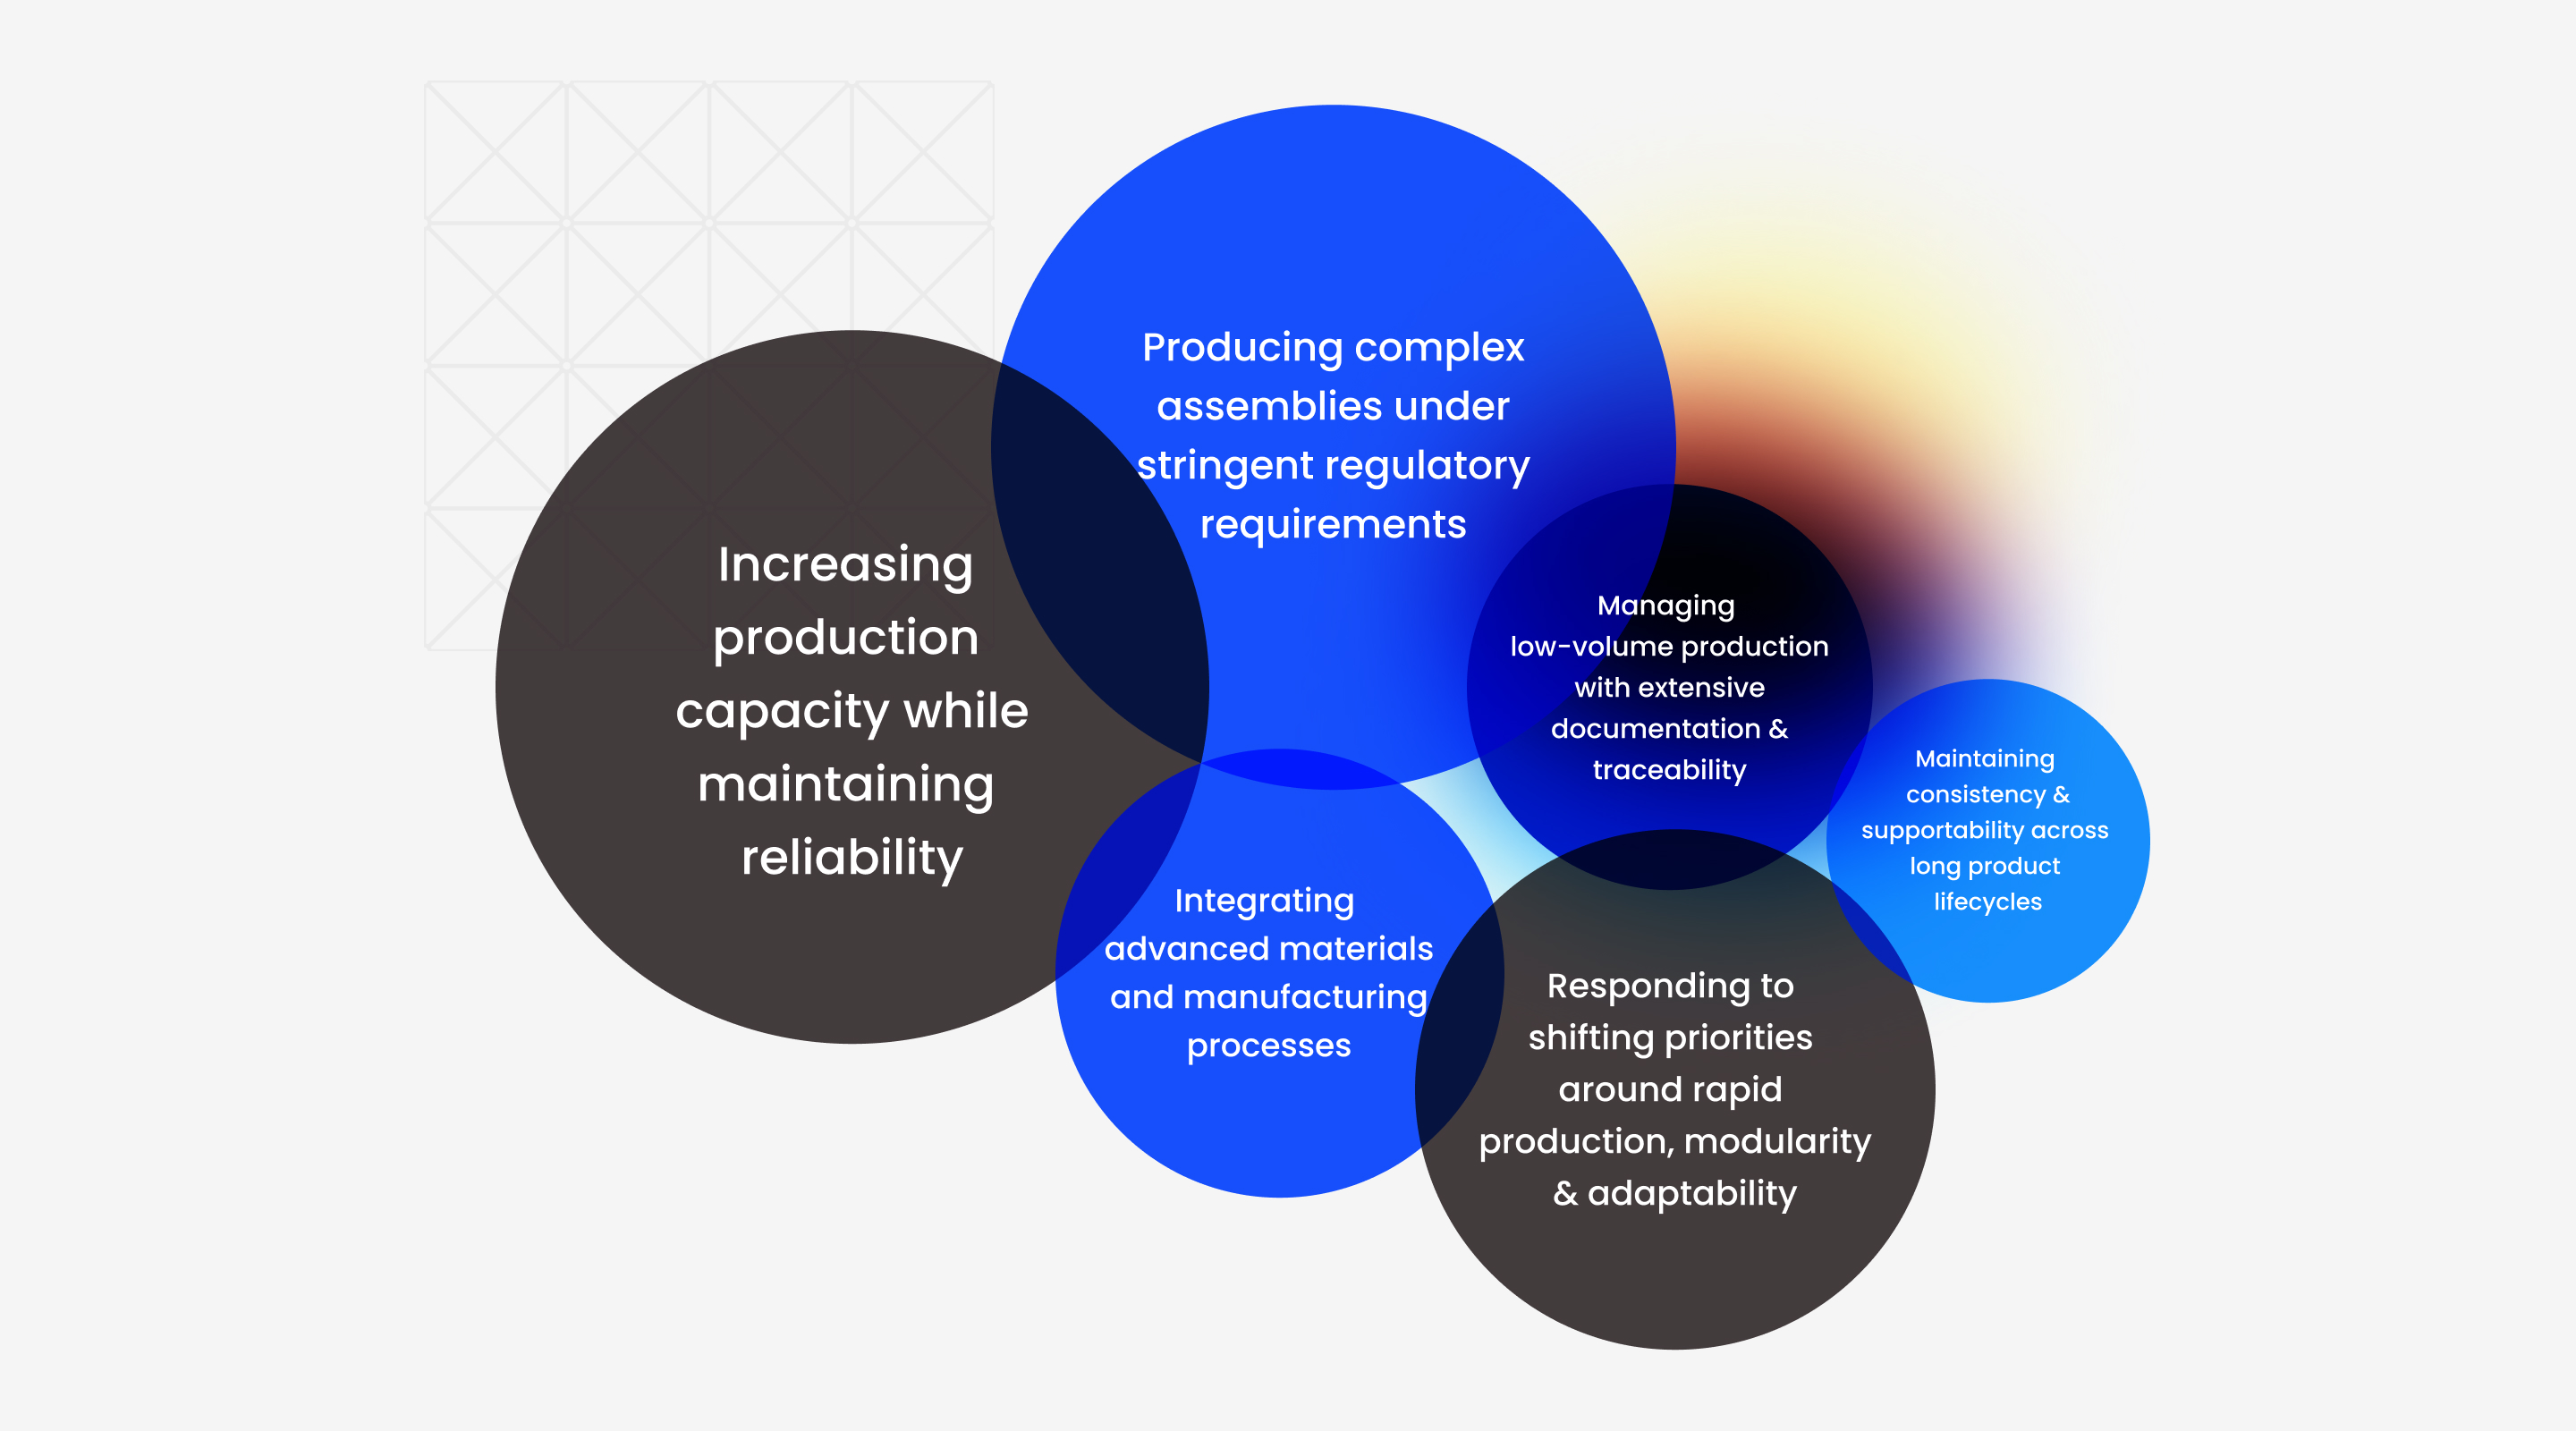 Increasing
production
capacity while
maintaining
reliability
Producing complex
assemblies under
stringent regulatory
requirements
Integrating
advanced materials
and manufacturing
processes
Managing
low-volume production
with extensive
documentation &
traceability
Responding to
shifting priorities
around rapid
production, modularity
& adaptability
Maintaining
consistency &
supportability across
long product
lifecycles